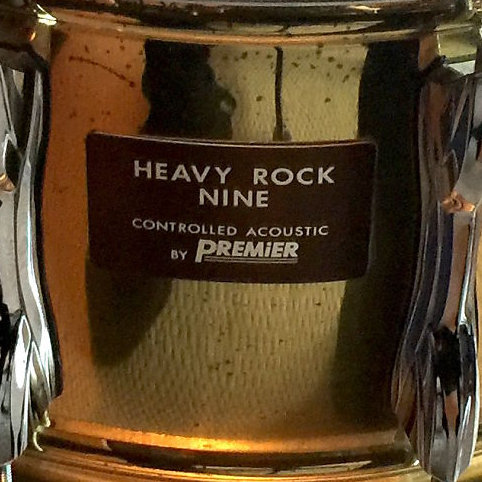 HEAVY ROCK
NINE
CONTROLLED ACOUSTIC
BY PREMIER